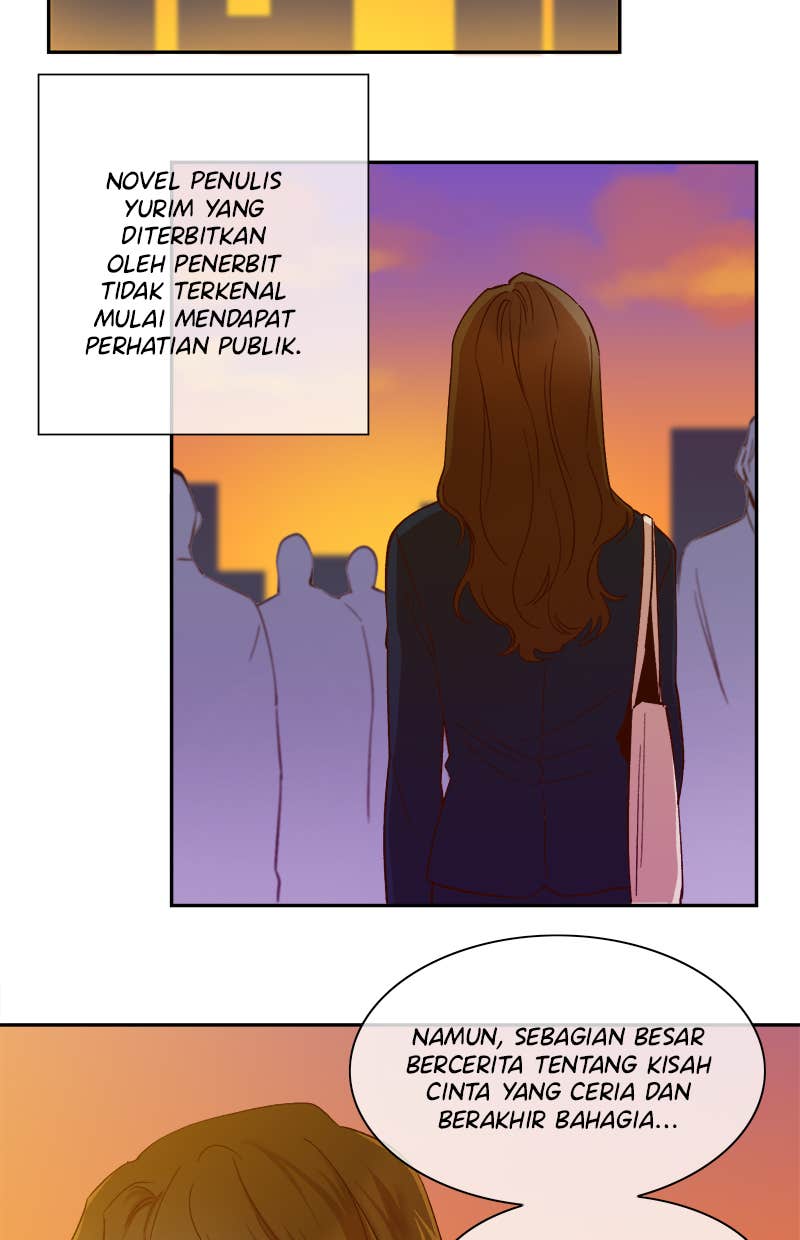 NOVEL PENULIS
YURIM YANG
DITERBITKAN
OLEH PENERBIT
TIDAK TERKENAL
MULAI MENDAPAT
PERHATIAN PUBLIK.
NAMUN, SEBAGIAN BESAR
BERCERITA TENTANG KISAH
CINTA YANG CERIA DAN
BERAKHIR BAHAGIA...